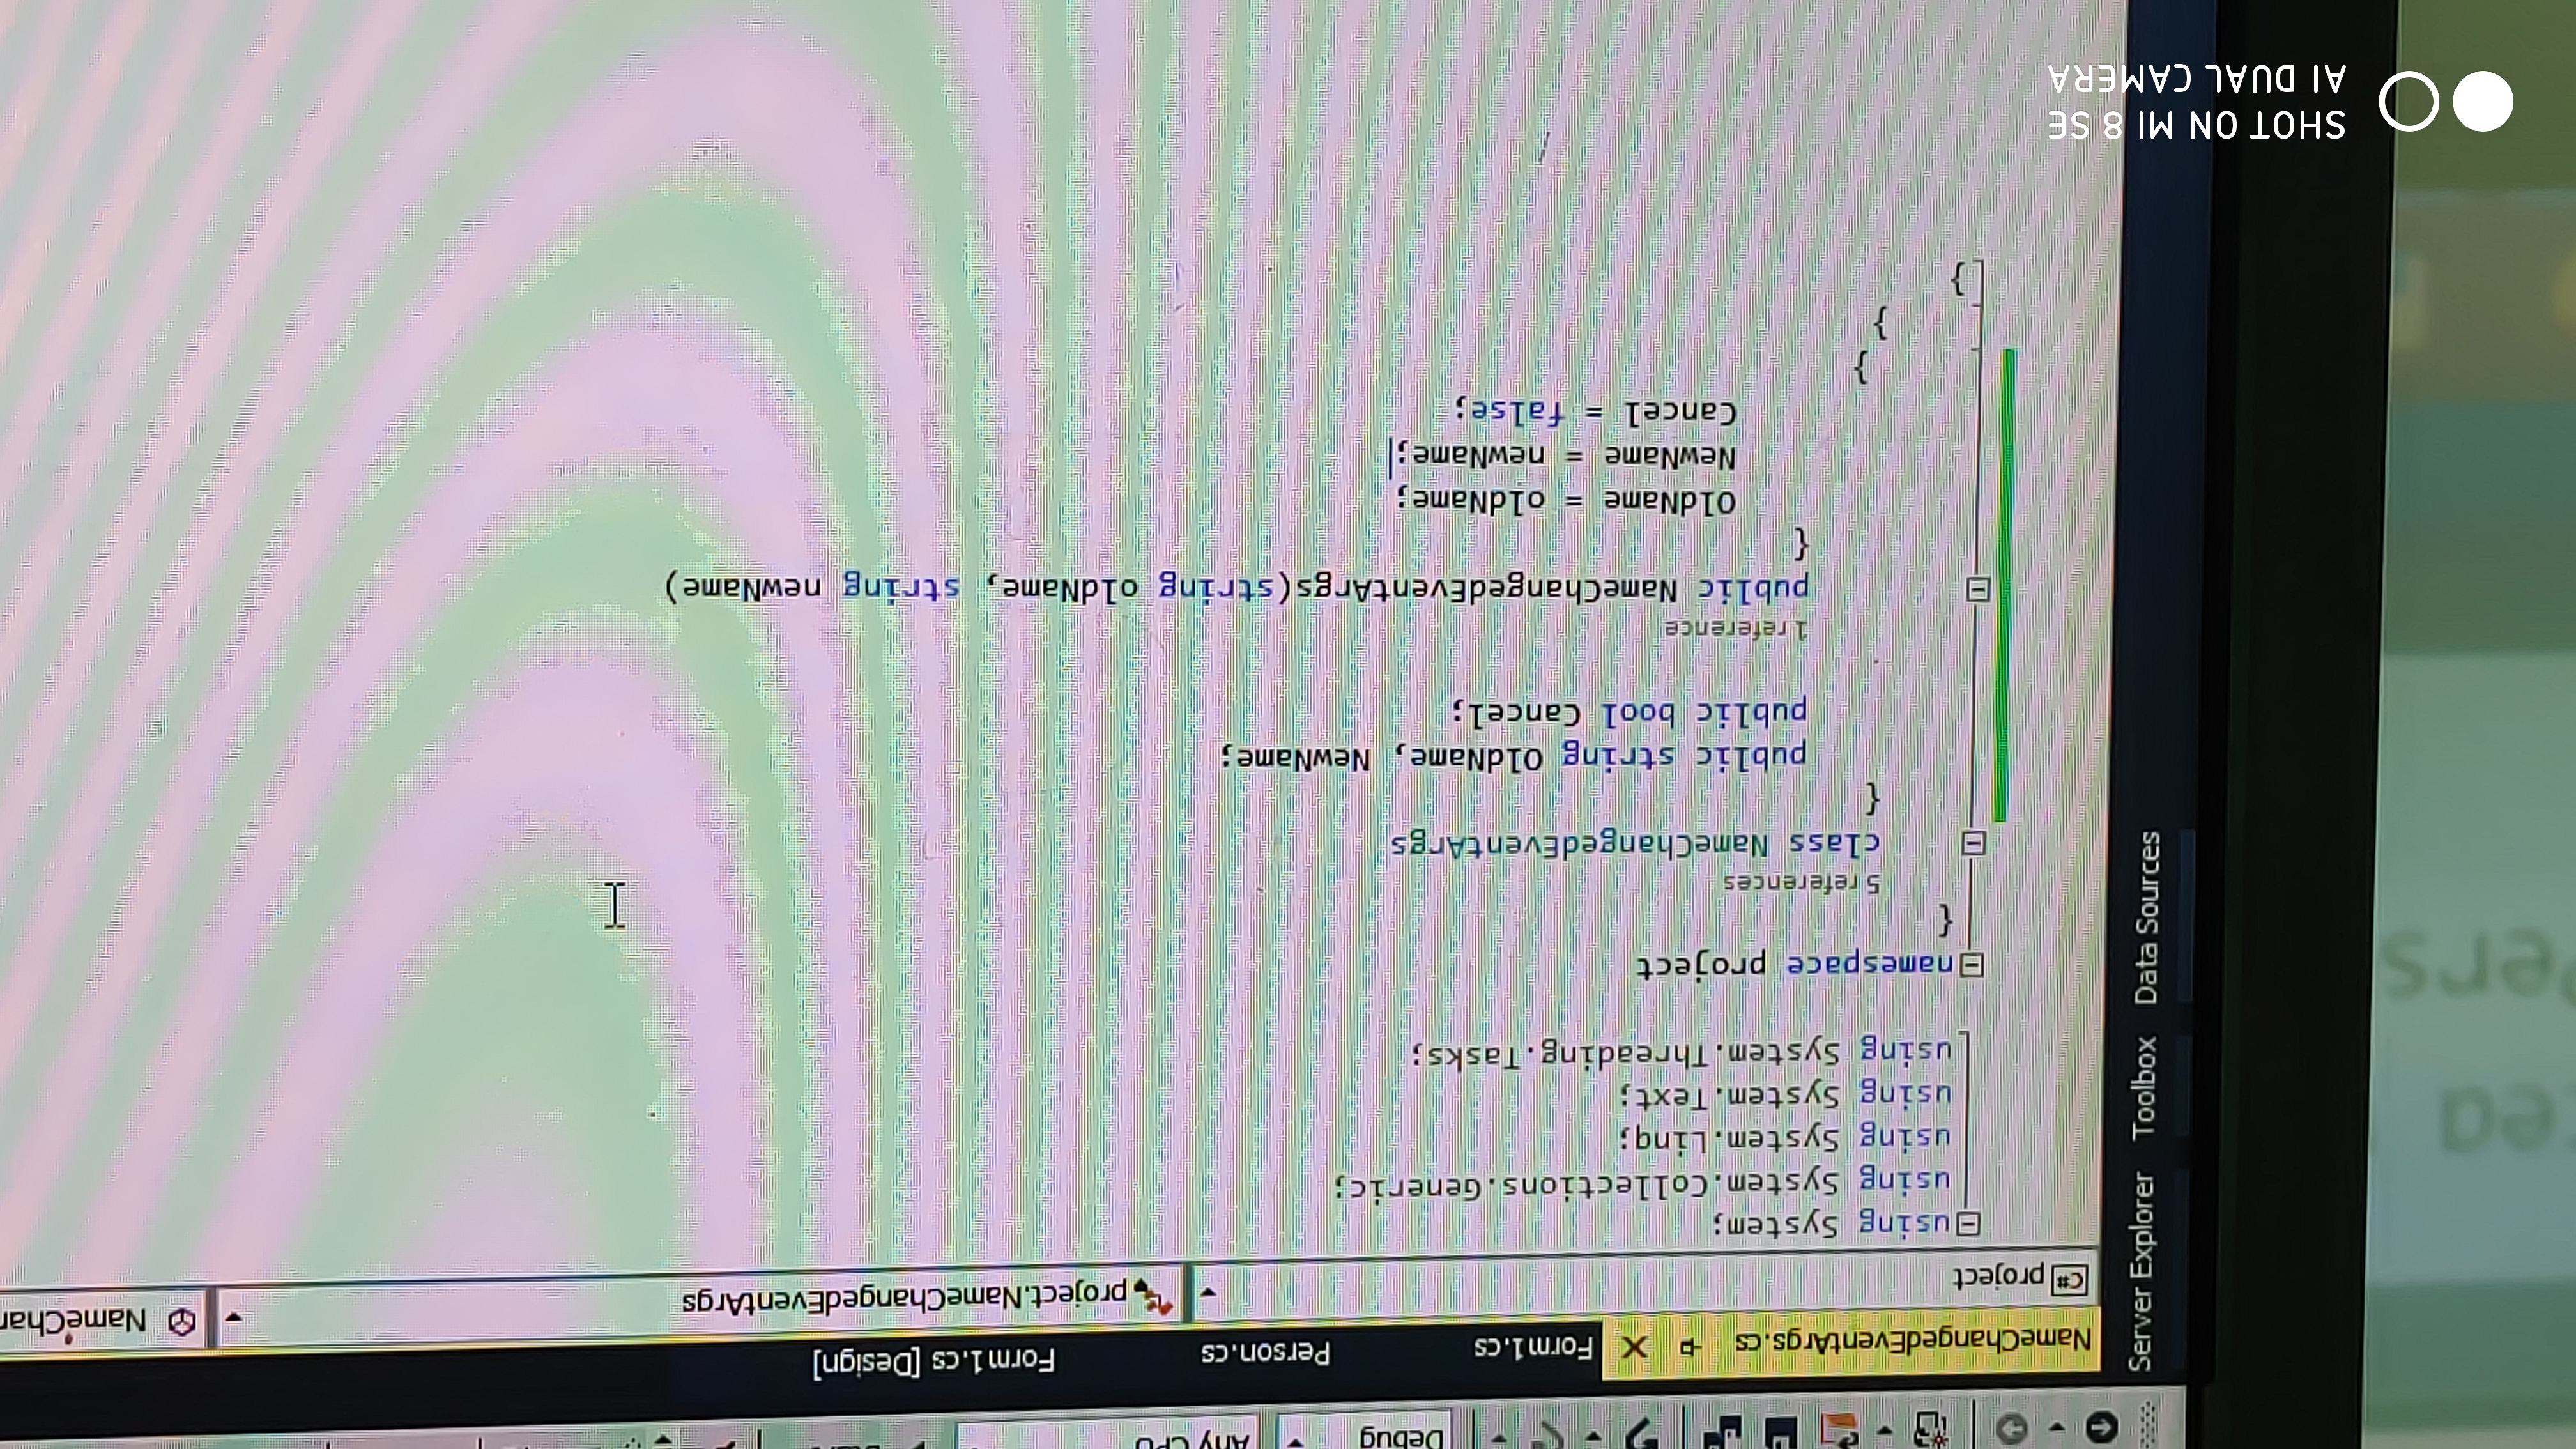 Debug
Any CPU
NameChangedEventArgs.cs Form1.cs Person.cs Form1.cs [Design]
C# project project.NameChangedEventArgs NameChan
Server Explorer
Toolbox
Data Sources
using System;
using System.Collections.Generic;
using System.Linq;
using System.Text;
using System.Threading.Tasks;
namespace project
{
5 references
class NameChangedEventArgs
{
public string OldName, NewName;
public bool Cancel;
1 reference
public NameChangedEventArgs(string oldName, string newName)
{
OldName = oldName;
NewName = newName;
Cancel = false;
}
}
}
Pers
SHOT ON MI 8 SE
AI DUAL CAMERA